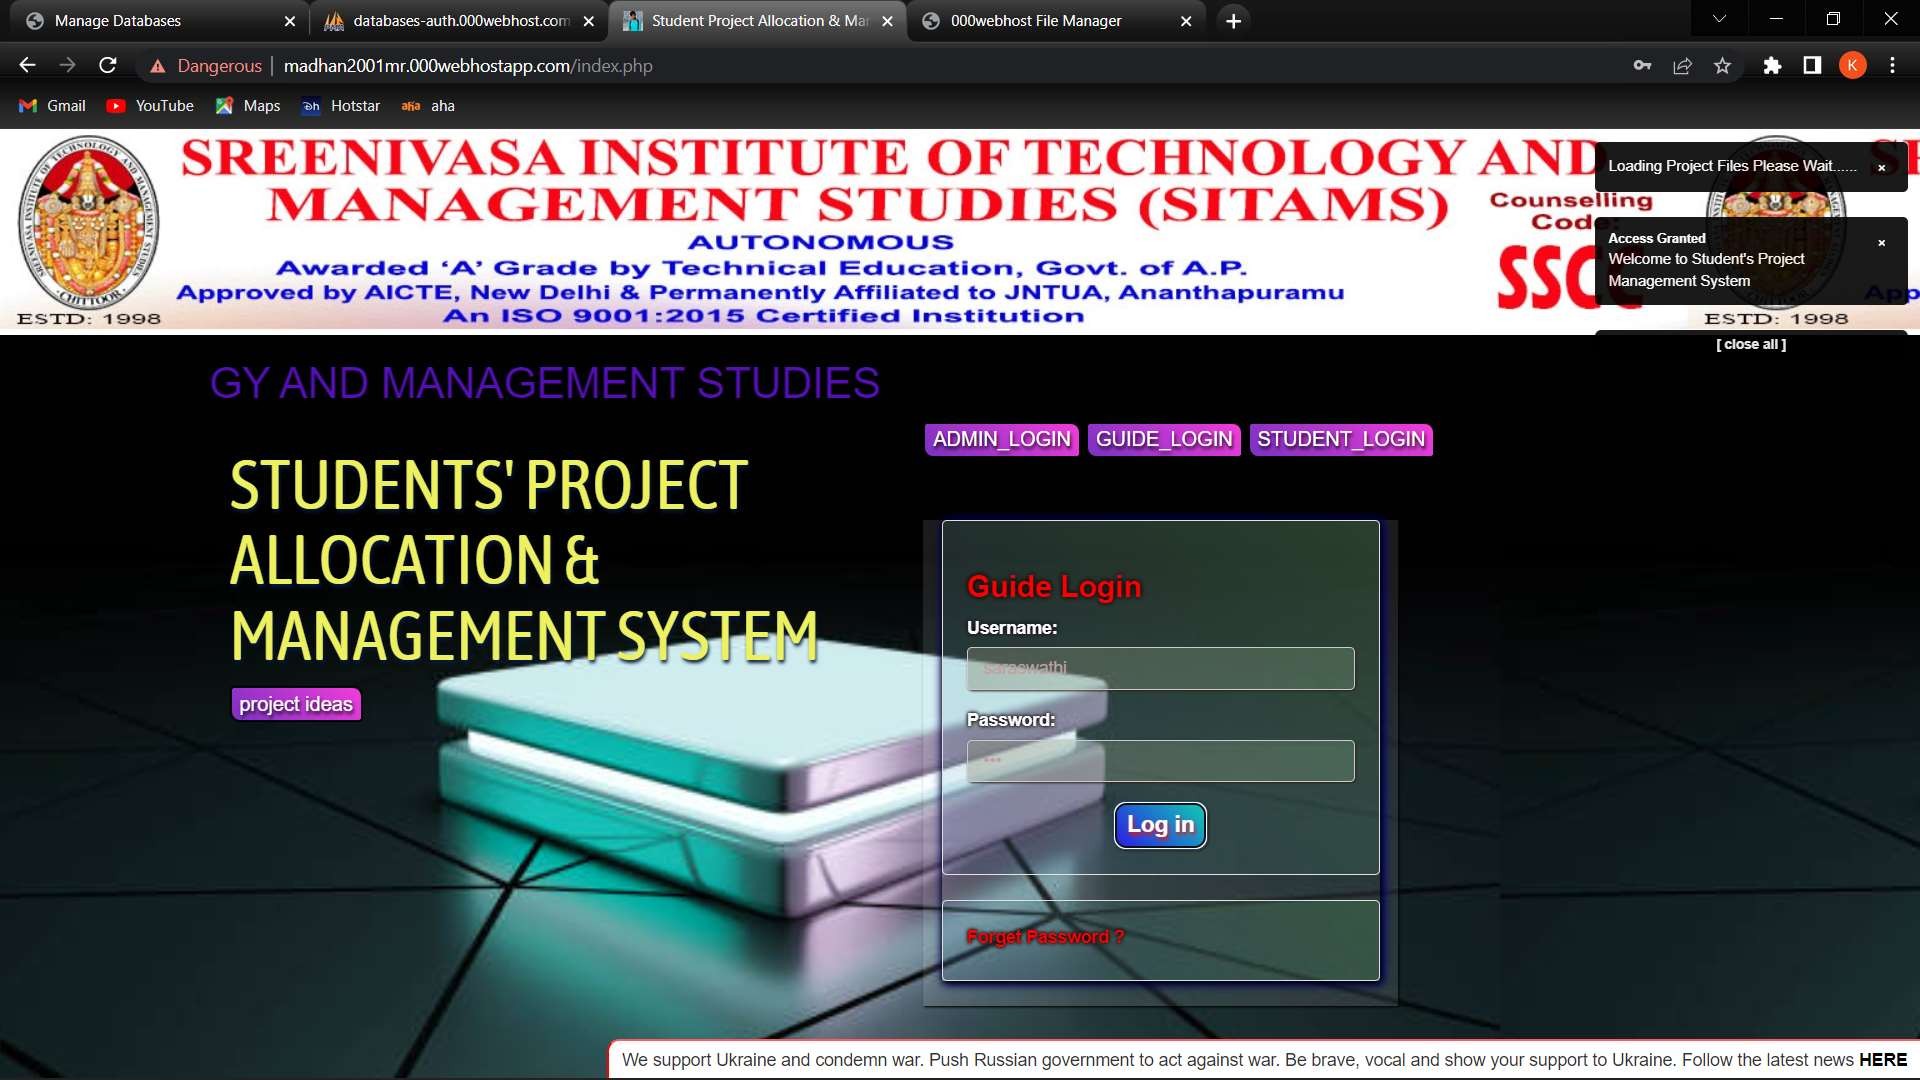 Manage Databases
databases-auth.000webhost.com
Student Project Allocation & Ma
000webhost File Manager
Dangerous
madhan2001mr.000webhostapp.com/index.php
K
Gmail
YouTube
Maps
Hotstar
aha
SREENIVASA INSTITUTE OF TECHNOLOGY AND
MANAGEMENT STUDIES (SITAMS)
AUTONOMOUS
Awarded ‘A’ Grade by Technical Education, Govt. of A.P.
Approved by AICTE, New Delhi & Permanently Affiliated to JNTUA, Ananthapuramu
An ISO 9001:2015 Certified Institution
ESTD: 1998
Counselling
Code:
SSCC
ESTD: 1998
Loading Project Files Please Wait...... ×
Access Granted ×
Welcome to Student's Project
Management System
[ close all ]
GY AND MANAGEMENT STUDIES
ADMIN_LOGIN
GUIDE_LOGIN
STUDENT_LOGIN
STUDENTS' PROJECT
ALLOCATION &
MANAGEMENT SYSTEM
project ideas
Guide Login
Username:
saraswathi
Password:
Log in
Forget Password ?
We support Ukraine and condemn war. Push Russian government to act against war. Be brave, vocal and show your support to Ukraine. Follow the latest news HERE